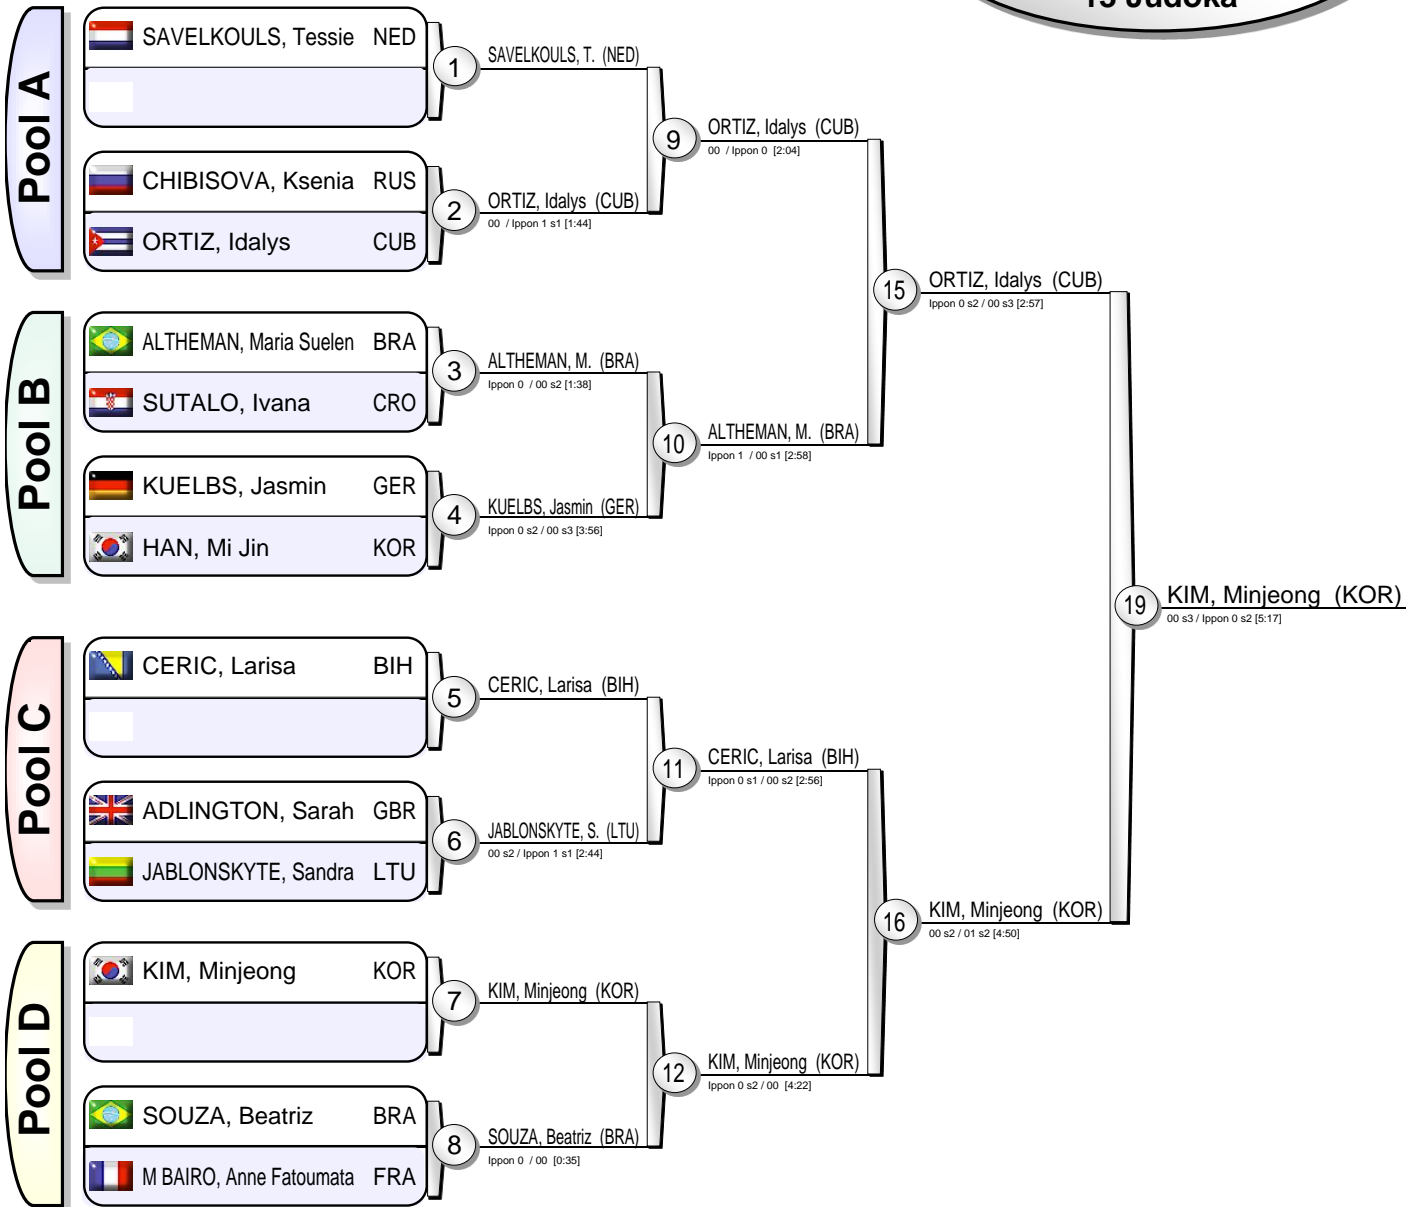 13 Judoka
Pool A
SAVELKOULS, Tessie NED
CHIBISOVA, Ksenia RUS
ORTIZ, Idalys CUB
1
SAVELKOULS, T. (NED)
2
ORTIZ, Idalys (CUB)
00 / Ippon 1 s1 [1:44]
9
ORTIZ, Idalys (CUB)
00 / Ippon 0 [2:04]
Pool B
ALTHEMAN, Maria Suelen BRA
SUTALO, Ivana CRO
KUELBS, Jasmin GER
HAN, Mi Jin KOR
3
ALTHEMAN, M. (BRA)
Ippon 0 / 00 s2 [1:38]
4
KUELBS, Jasmin (GER)
Ippon 0 s2 / 00 s3 [3:56]
10
ALTHEMAN, M. (BRA)
Ippon 1 / 00 s1 [2:58]
15
ORTIZ, Idalys (CUB)
Ippon 0 s2 / 00 s3 [2:57]
Pool C
CERIC, Larisa BIH
ADLINGTON, Sarah GBR
JABLONSKYTE, Sandra LTU
5
CERIC, Larisa (BIH)
6
JABLONSKYTE, S. (LTU)
00 s2 / Ippon 1 s1 [2:44]
11
CERIC, Larisa (BIH)
Ippon 0 s1 / 00 s2 [2:56]
Pool D
KIM, Minjeong KOR
SOUZA, Beatriz BRA
M BAIRO, Anne Fatoumata FRA
7
KIM, Minjeong (KOR)
8
SOUZA, Beatriz (BRA)
Ippon 0 / 00 [0:35]
12
KIM, Minjeong (KOR)
Ippon 0 s2 / 00 [4:22]
16
KIM, Minjeong (KOR)
00 s2 / 01 s2 [4:50]
19
KIM, Minjeong (KOR)
00 s3 / Ippon 0 s2 [5:17]